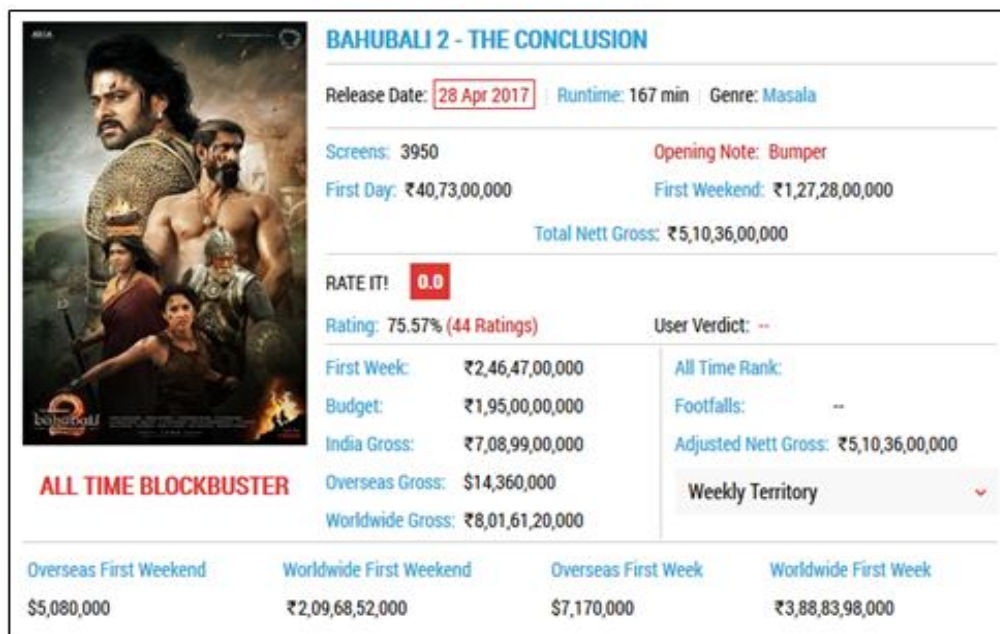 BAHUBALI 2 - THE CONCLUSION
Release Date: 28 Apr 2017 | Runtime: 167 min | Genre: Masala
Screens: 3950
Opening Note: Bumper
First Day: ₹40,73,00,000
First Weekend: ₹1,27,28,00,000
Total Nett Gross: ₹5,10,36,00,000
RATE IT! 0.0
Rating: 75.57% (44 Ratings)
User Verdict: --
First Week: ₹2,46,47,00,000
Budget: ₹1,95,00,00,000
India Gross: ₹7,08,99,00,000
Overseas Gross: $14,360,000
Worldwide Gross: ₹8,01,61,20,000
All Time Rank:
Footfalls: --
Adjusted Nett Gross: ₹5,10,36,00,000
Weekly Territory
bahubali 2
ALL TIME BLOCKBUSTER
Overseas First Weekend
$5,080,000
Worldwide First Weekend
₹2,09,68,52,000
Overseas First Week
$7,170,000
Worldwide First Week
₹3,88,83,98,000